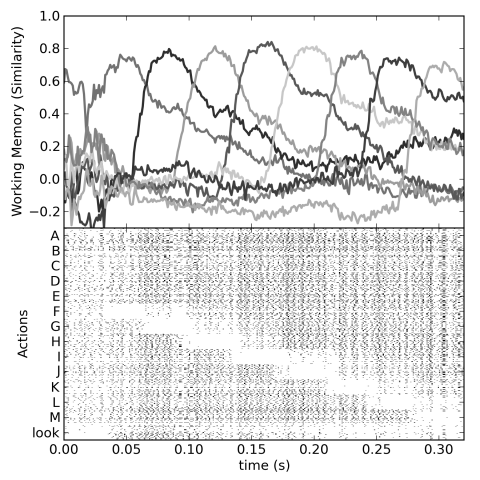 1.0
0.8
0.6
0.4
0.2
0.0
−0.2
Working Memory (Similarity)
A
B
C
D
E
F
G
H
I
J
K
L
M
look
Actions
0.00 0.05 0.10 0.15 0.20 0.25 0.30
time (s)